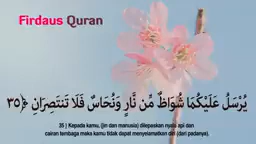 Firdaus Quran
يُرْسَلُ عَلَيْكُمَا شُوَاظٌ مِّن نَّارٍ وَنُحَاسٌ فَلَا تَنتَصِرَانِ ﴿٣٥
35 | Kepada kamu, (jin dan manusia) dilepaskan nyala api dan
cairan tembaga maka kamu tidak dapat menyelamatkan diri (dari padanya).